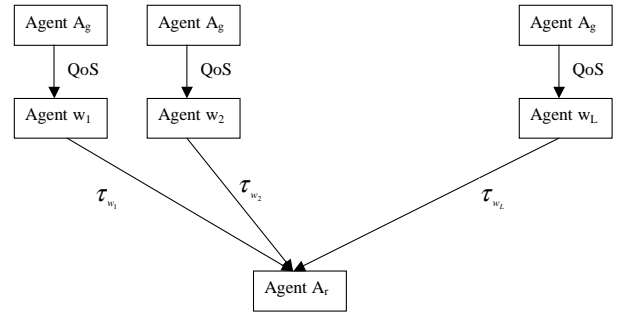 Agent A_g Agent A_g Agent A_g
QoS QoS QoS
Agent w_1 Agent w_2 Agent w_L
τ_{w_1} τ_{w_2} τ_{w_L}
Agent A_r